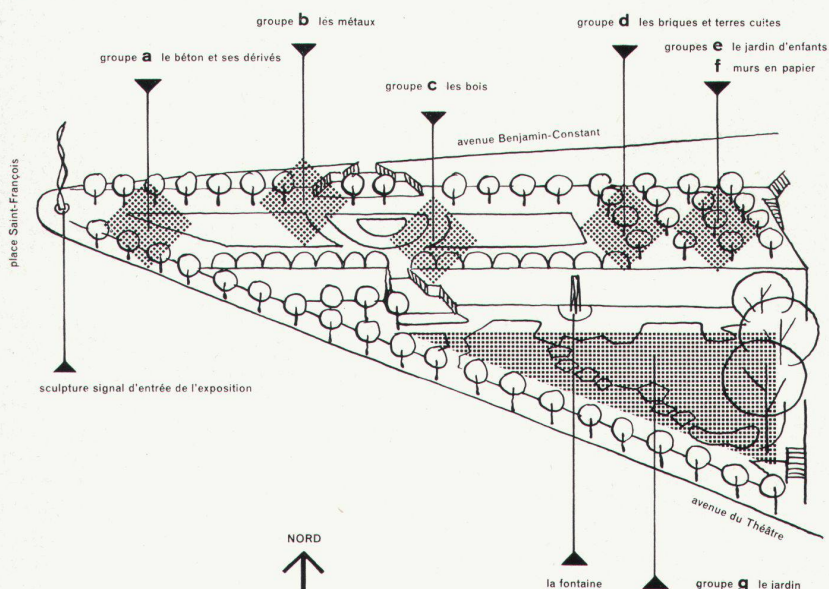 groupe b les métaux
groupe d les briques et terres cuites
groupe a le béton et ses dérivés
groupes e le jardin d'enfants
f murs en papier
groupe c les bois
avenue Benjamin-Constant
place Saint-François
sculpture signal d'entrée de l'exposition
avenue du Théâtre
NORD
la fontaine
groupe g le jardin